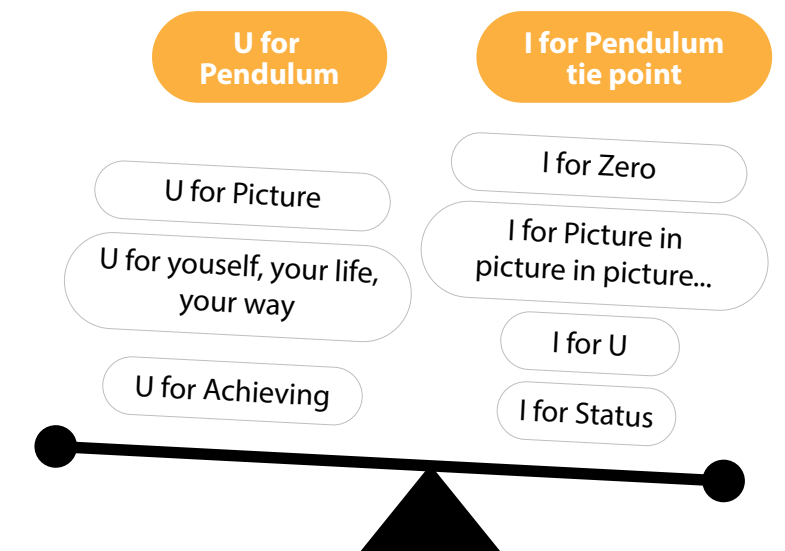 U for
Pendulum
I for Pendulum
tie point
U for Picture
U for youself, your life,
your way
U for Achieving
I for Zero
I for Picture in
picture in picture...
I for U
I for Status